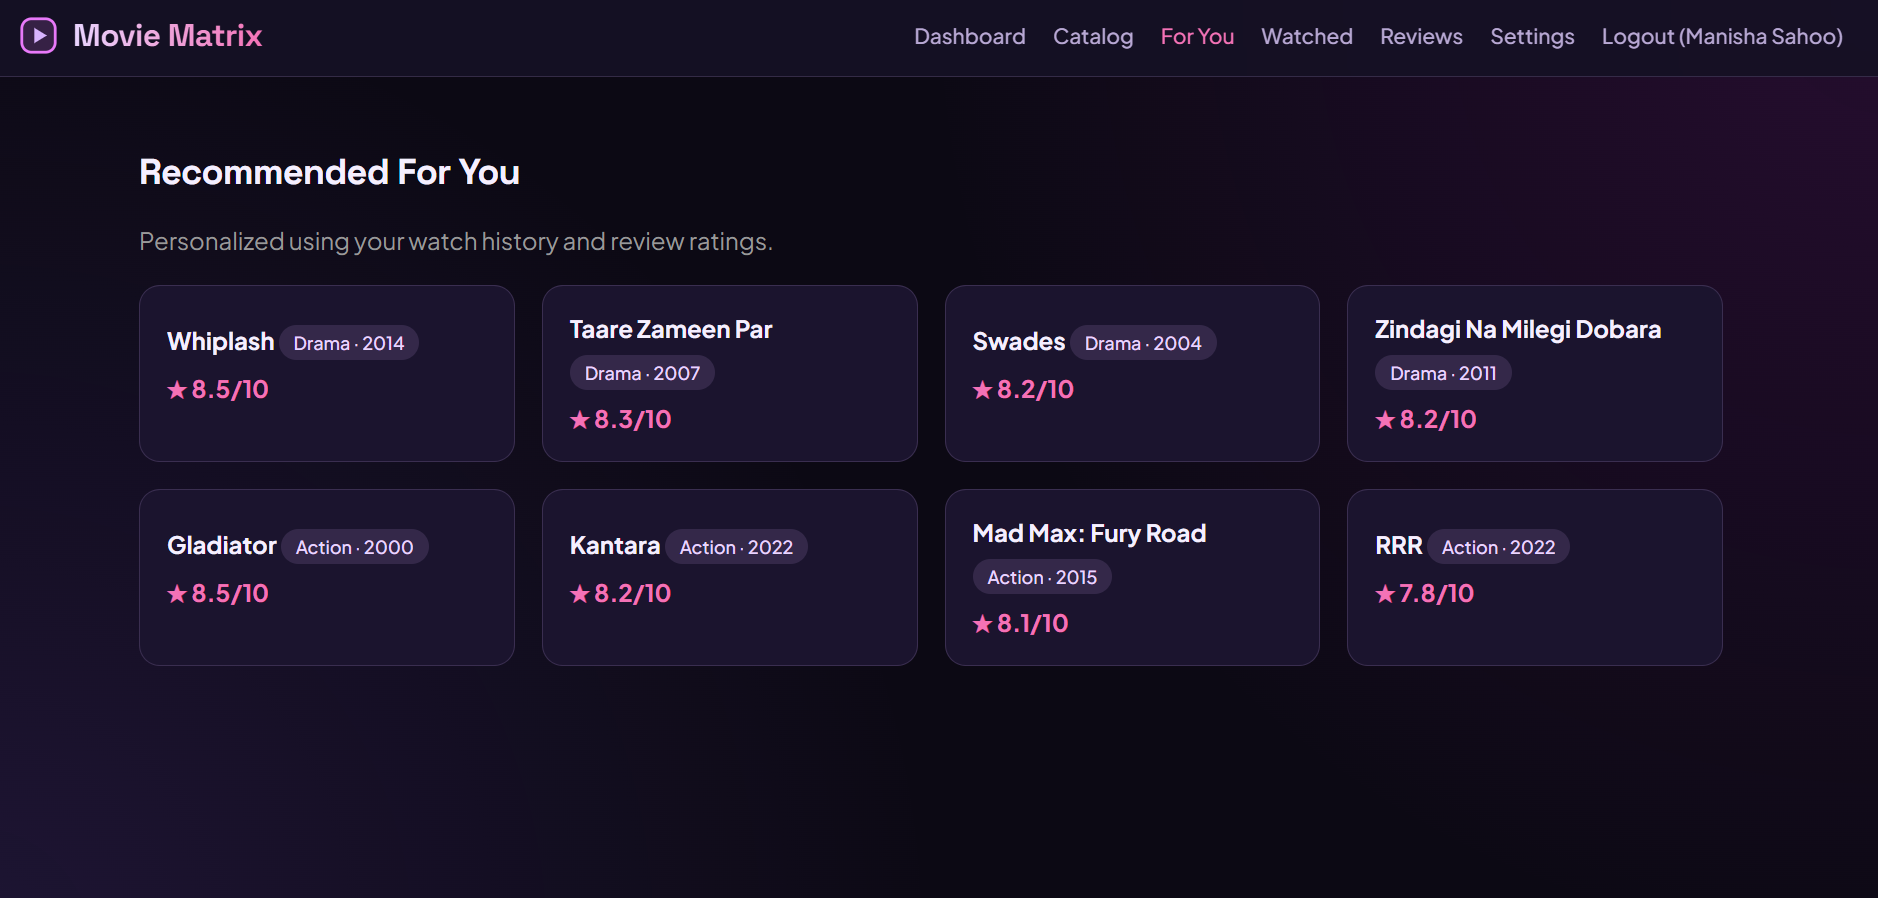 Movie Matrix
Dashboard Catalog For You Watched Reviews Settings Logout (Manisha Sahoo)
Recommended For You
Personalized using your watch history and review ratings.
Whiplash Drama · 2014
★ 8.5/10
Taare Zameen Par
Drama · 2007
★ 8.3/10
Swades Drama · 2004
★ 8.2/10
Zindagi Na Milegi Dobara
Drama · 2011
★ 8.2/10
Gladiator Action · 2000
★ 8.5/10
Kantara Action · 2022
★ 8.2/10
Mad Max: Fury Road
Action · 2015
★ 8.1/10
RRR Action · 2022
★ 7.8/10